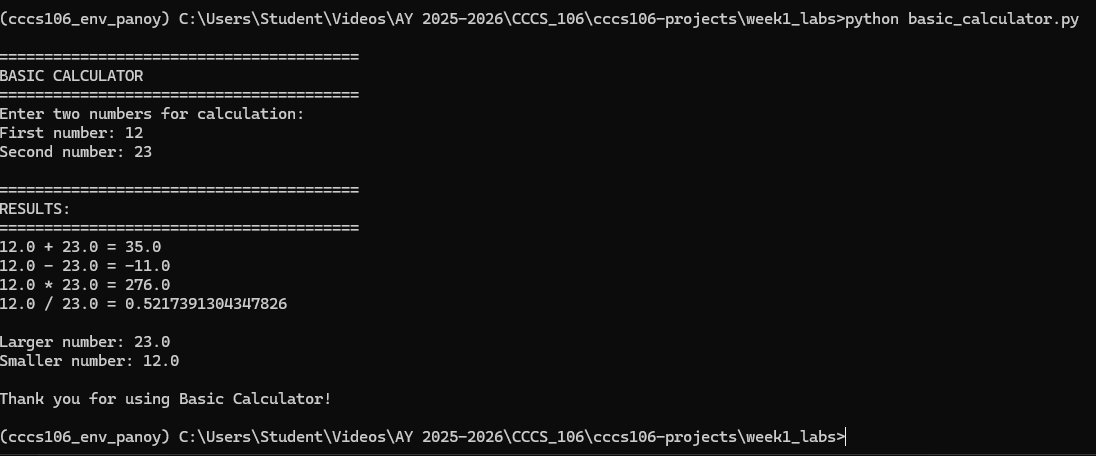 (cccs106_env_panoy) C:\Users\Student\Videos\AY 2025-2026\CCCS_106\cccs106-projects\week1_labs>python basic_calculator.py
========================================
BASIC CALCULATOR
========================================
Enter two numbers for calculation:
First number: 12
Second number: 23
========================================
RESULTS:
========================================
12.0 + 23.0 = 35.0
12.0 - 23.0 = -11.0
12.0 * 23.0 = 276.0
12.0 / 23.0 = 0.5217391304347826
Larger number: 23.0
Smaller number: 12.0
Thank you for using Basic Calculator!
(cccs106_env_panoy) C:\Users\Student\Videos\AY 2025-2026\CCCS_106\cccs106-projects\week1_labs>